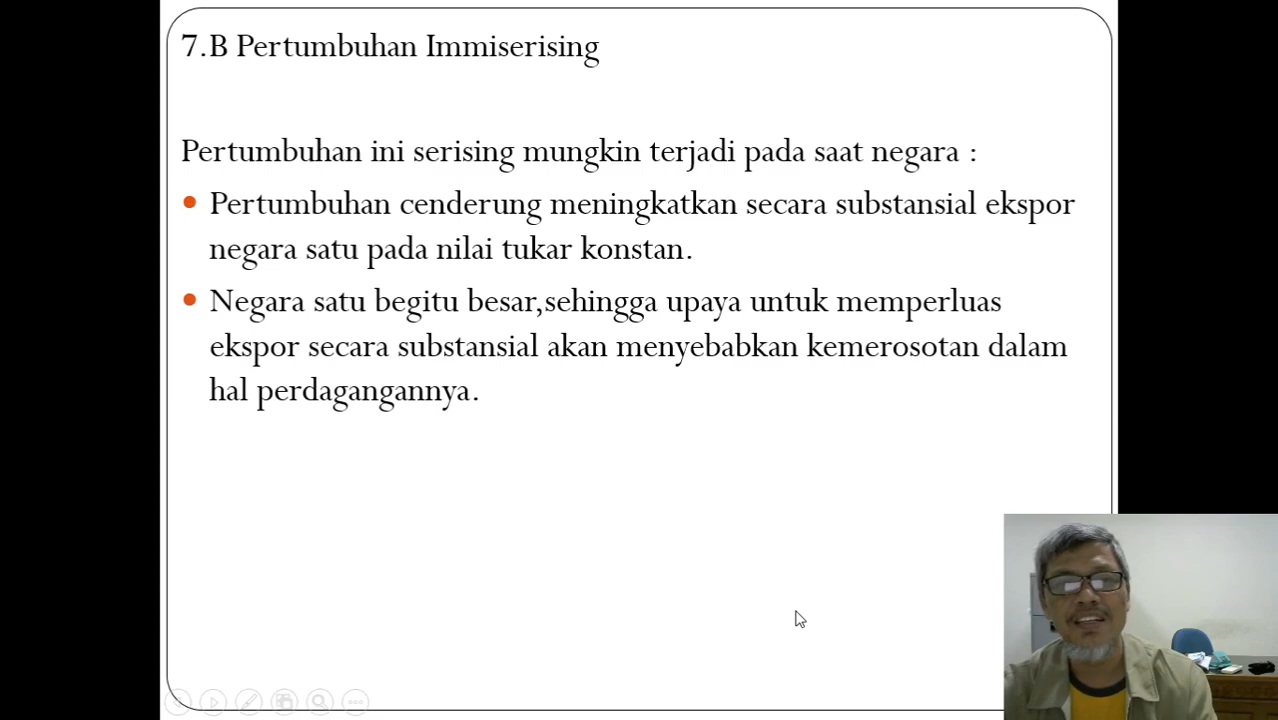 7.B Pertumbuhan Immiserising
Pertumbuhan ini serising mungkin terjadi pada saat negara :
Pertumbuhan cenderung meningkatkan secara substansial ekspor
negara satu pada nilai tukar konstan.
Negara satu begitu besar,sehingga upaya untuk memperluas
ekspor secara substansial akan menyebabkan kemerosotan dalam
hal perdagangannya.